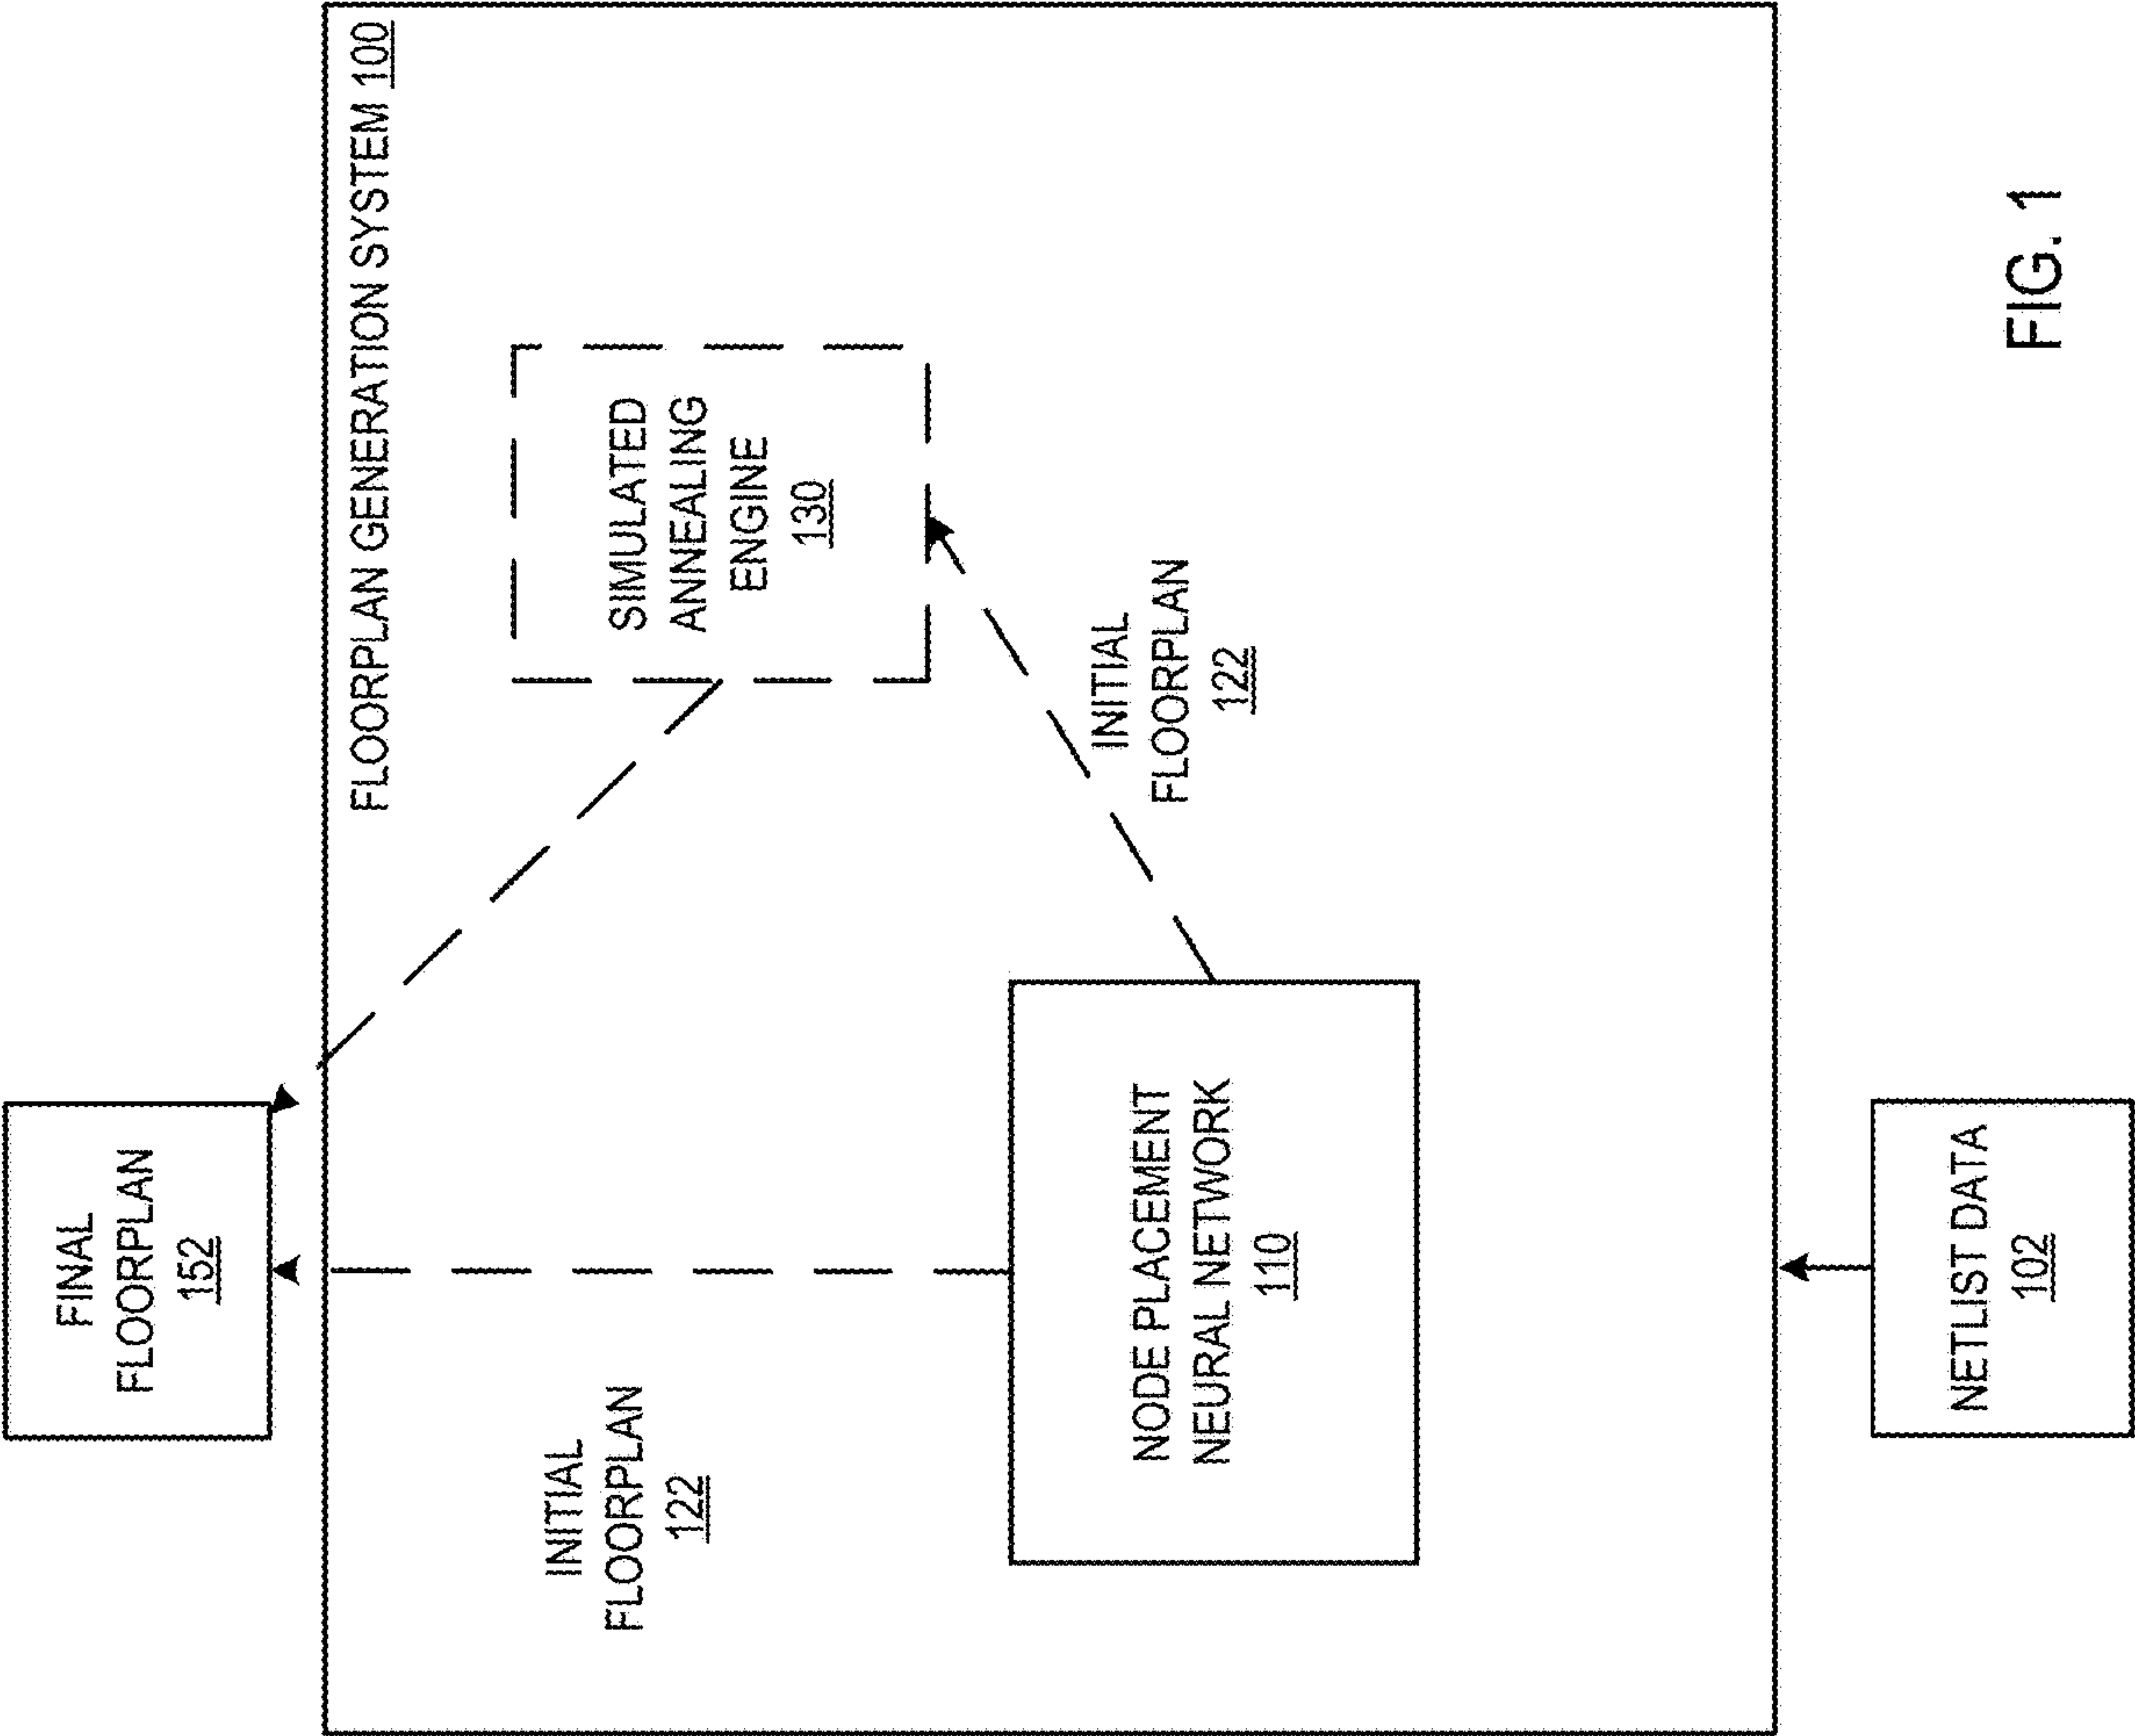 FLOORPLAN GENERATION SYSTEM 100
FINAL
FLOORPLAN
152
SIMULATED
ANNEALING
ENGINE
130
INITIAL
FLOORPLAN
122
INITIAL
FLOORPLAN
122
NODE PLACEMENT
NEURAL NETWORK
110
NETLIST DATA
102
FIG. 1